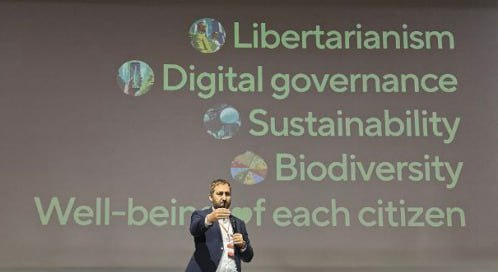 Libertarianism
Digital governance
Sustainability
Biodiversity
Well-being of each citizen